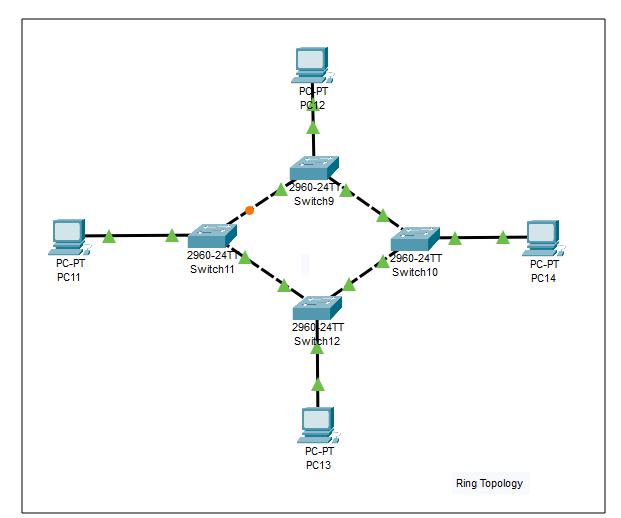 PC-PT
PC12
2960-24TT
Switch9
PC-PT
PC11
2960-24TT
Switch11
2960-24TT
Switch10
PC-PT
PC14
2960-24TT
Switch12
PC-PT
PC13
Ring Topology